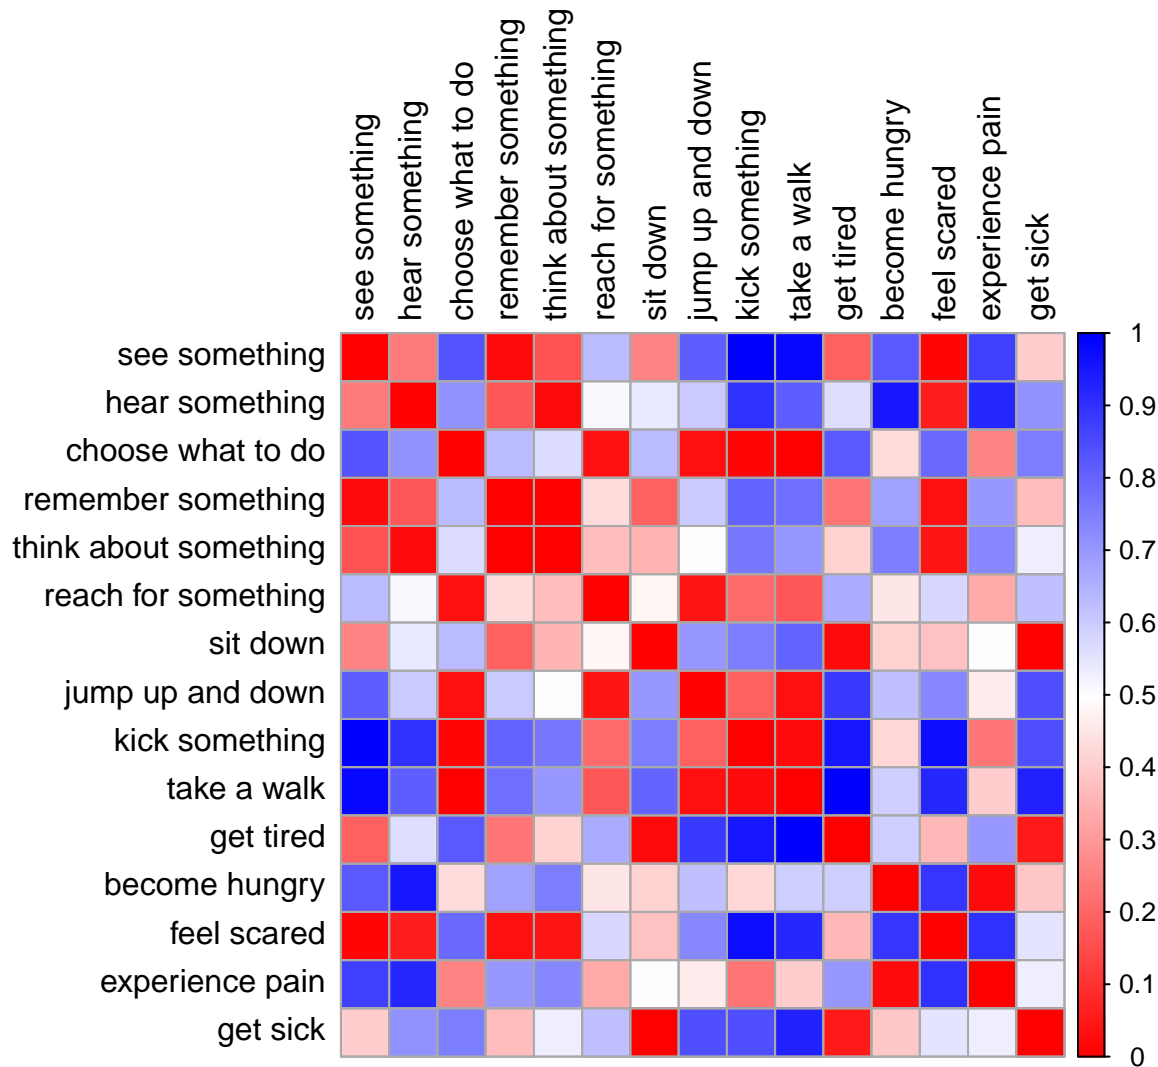 see something
hear something
choose what to do
remember something
think about something
reach for something
sit down
jump up and down
kick something
take a walk
get tired
become hungry
feel scared
experience pain
get sick
see something
hear something
choose what to do
remember something
think about something
reach for something
sit down
jump up and down
kick something
take a walk
get tired
become hungry
feel scared
experience pain
get sick
1
0.9
0.8
0.7
0.6
0.5
0.4
0.3
0.2
0.1
0